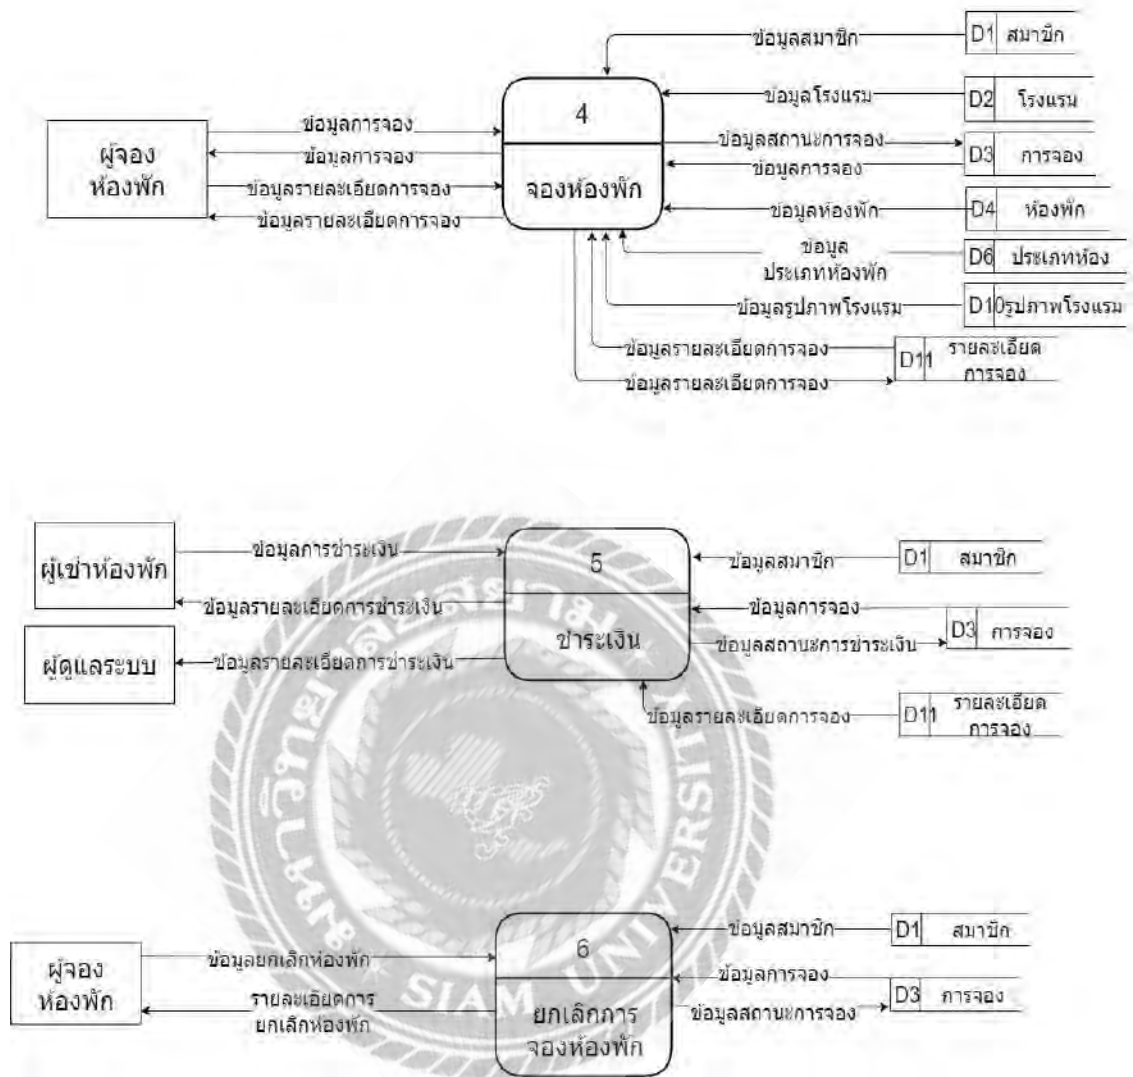 ข้อมูลสมาชิก
D1 สมาชิก
ข้อมูลโรงแรม
D2 โรงแรม
4
จองห้องพัก
ผู้จอง
ห้องพัก
ข้อมูลการจอง
ข้อมูลการจอง
ข้อมูลรายละเอียดการจอง
ข้อมูลรายละเอียดการจอง
ข้อมูลสถานะการจอง
ข้อมูลการจอง
D3 การจอง
ข้อมูลห้องพัก
D4 ห้องพัก
ข้อมูล
ประเภทห้องพัก
D6 ประเภทห้อง
ข้อมูลรูปภาพโรงแรม
D10 รูปภาพโรงแรม
ข้อมูลรายละเอียดการจอง
ข้อมูลรายละเอียดการจอง
D11 รายละเอียด
การจอง
ผู้เช่าห้องพัก
ข้อมูลการชำระเงิน
ข้อมูลรายละเอียดการชำระเงิน
ผู้ดูแลระบบ
ข้อมูลรายละเอียดการชำระเงิน
5
ชำระเงิน
ข้อมูลสมาชิก
D1 สมาชิก
ข้อมูลการจอง
ข้อมูลสถานะการชำระเงิน
D3 การจอง
ข้อมูลรายละเอียดการจอง
D11 รายละเอียด
การจอง
ผู้จอง
ห้องพัก
ข้อมูลยกเลิกห้องพัก
รายละเอียดการ
ยกเลิกห้องพัก
6
ยกเลิกการ
จองห้องพัก
ข้อมูลสมาชิก
D1 สมาชิก
ข้อมูลการจอง
ข้อมูลสถานะการจอง
D3 การจอง
มหาวิทยาลัยสยาม
SIAM UNIVERSITY